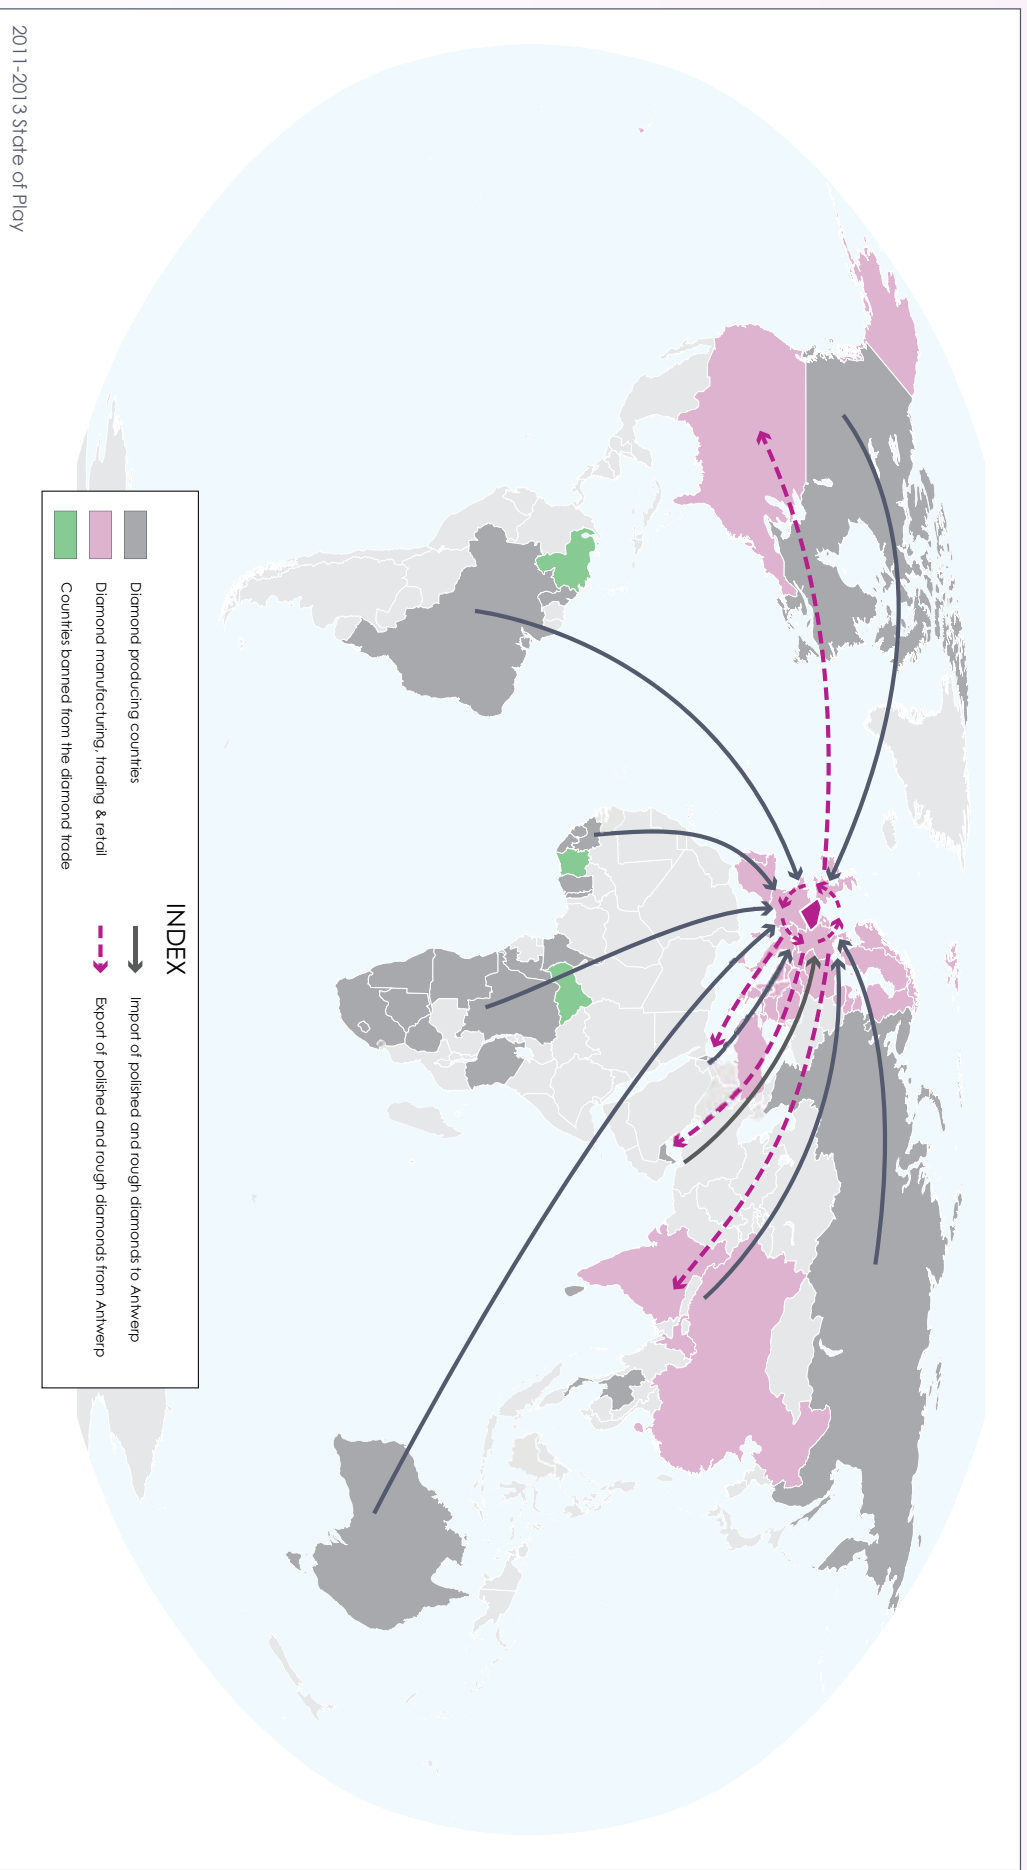 2011-2013 State of Play
INDEX
Diamond producing countries
Diamond manufacturing, trading & retail
Countries banned from the diamond trade
Import of polished and rough diamonds to Antwerp
Export of polished and rough diamonds from Antwerp